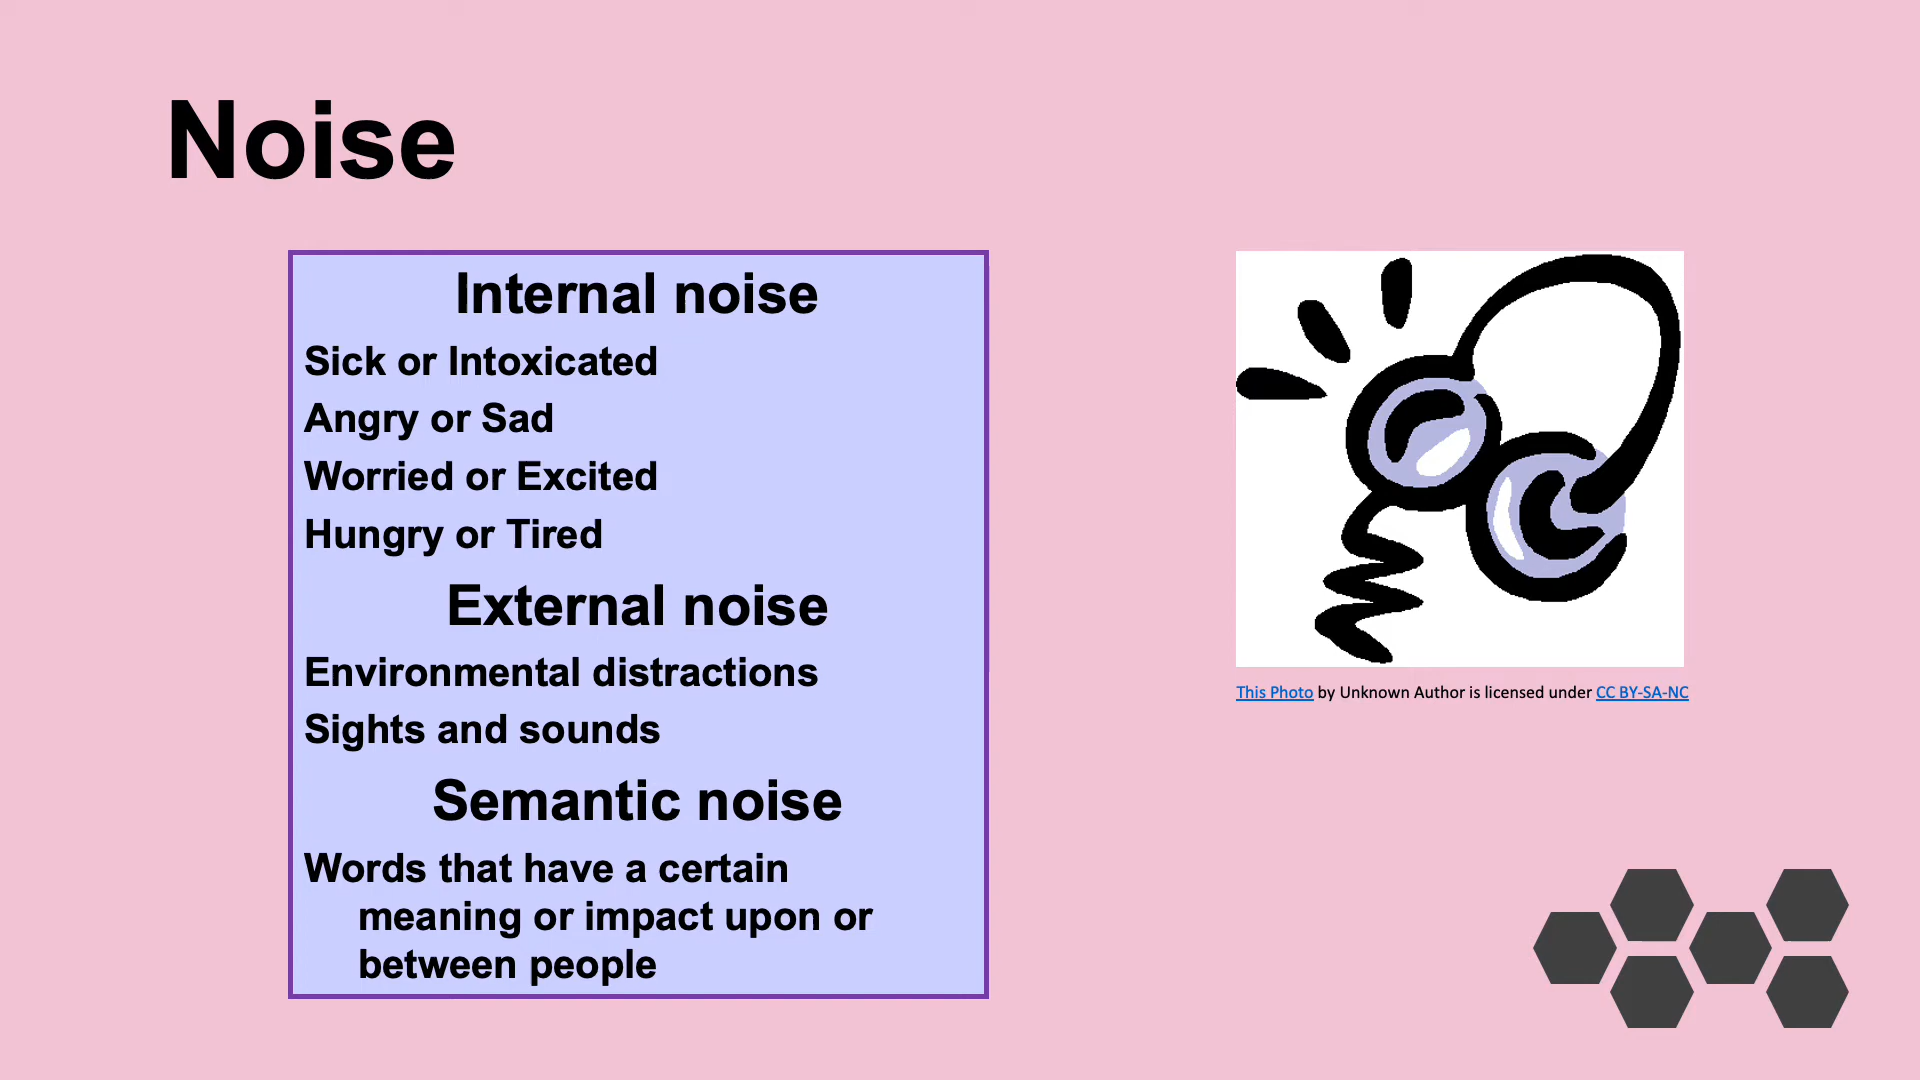 Noise
Internal noise
Sick or Intoxicated
Angry or Sad
Worried or Excited
Hungry or Tired
External noise
Environmental distractions
Sights and sounds
Semantic noise
Words that have a certain
meaning or impact upon or
between people
This Photo by Unknown Author is licensed under CC BY-SA-NC